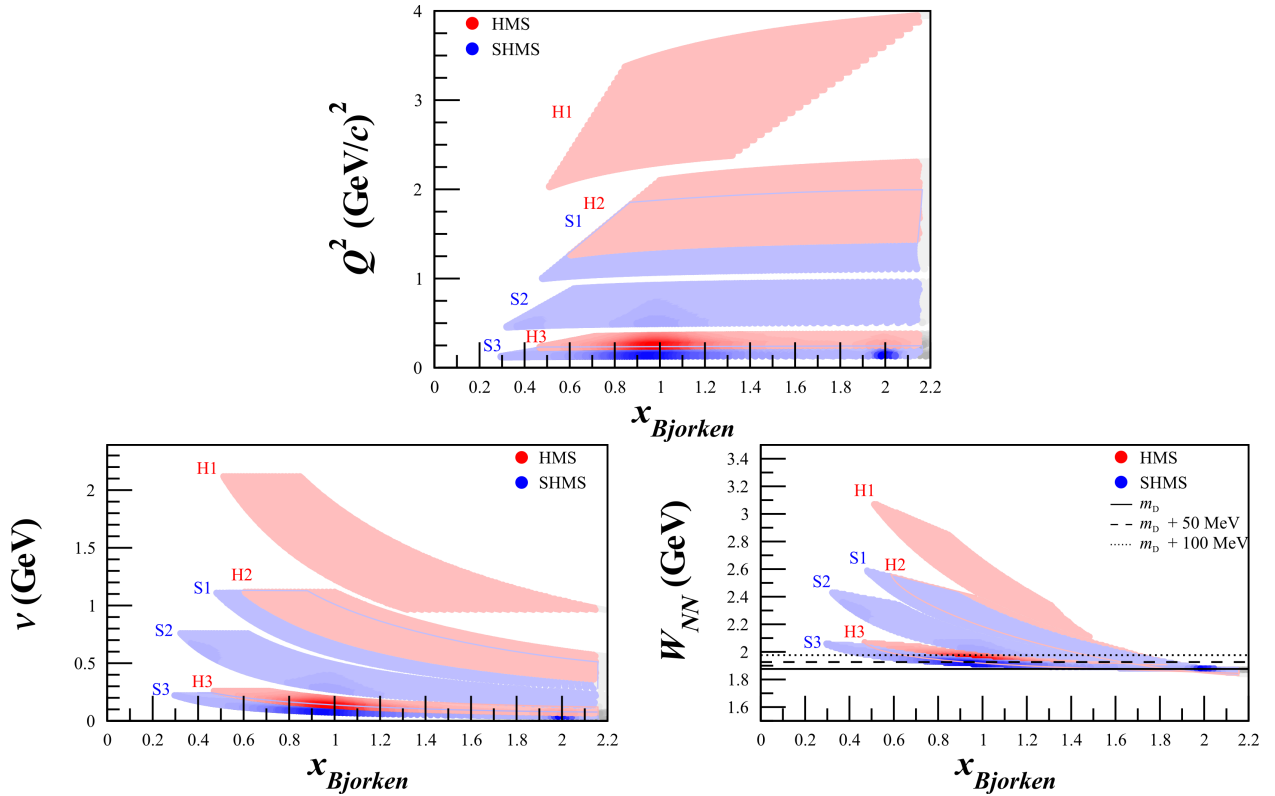 HMS
SHMS
H1
H2
S1
S2
H3
S3
Q² (GeV/c)²
4
3
2
1
0
0 0.2 0.4 0.6 0.8 1 1.2 1.4 1.6 1.8 2 2.2
x Bjorken
HMS
SHMS
H1
S1
H2
S2
S3
H3
ν (GeV)
2
1.5
1
0.5
0
0 0.2 0.4 0.6 0.8 1 1.2 1.4 1.6 1.8 2 2.2
x Bjorken
HMS
SHMS
m_D
m_D + 50 MeV
m_D + 100 MeV
H1
S1
H2
S2
S3
H3
W_NN (GeV)
3.4
3.2
3
2.8
2.6
2.4
2.2
2
1.8
1.6
0 0.2 0.4 0.6 0.8 1 1.2 1.4 1.6 1.8 2 2.2
x Bjorken